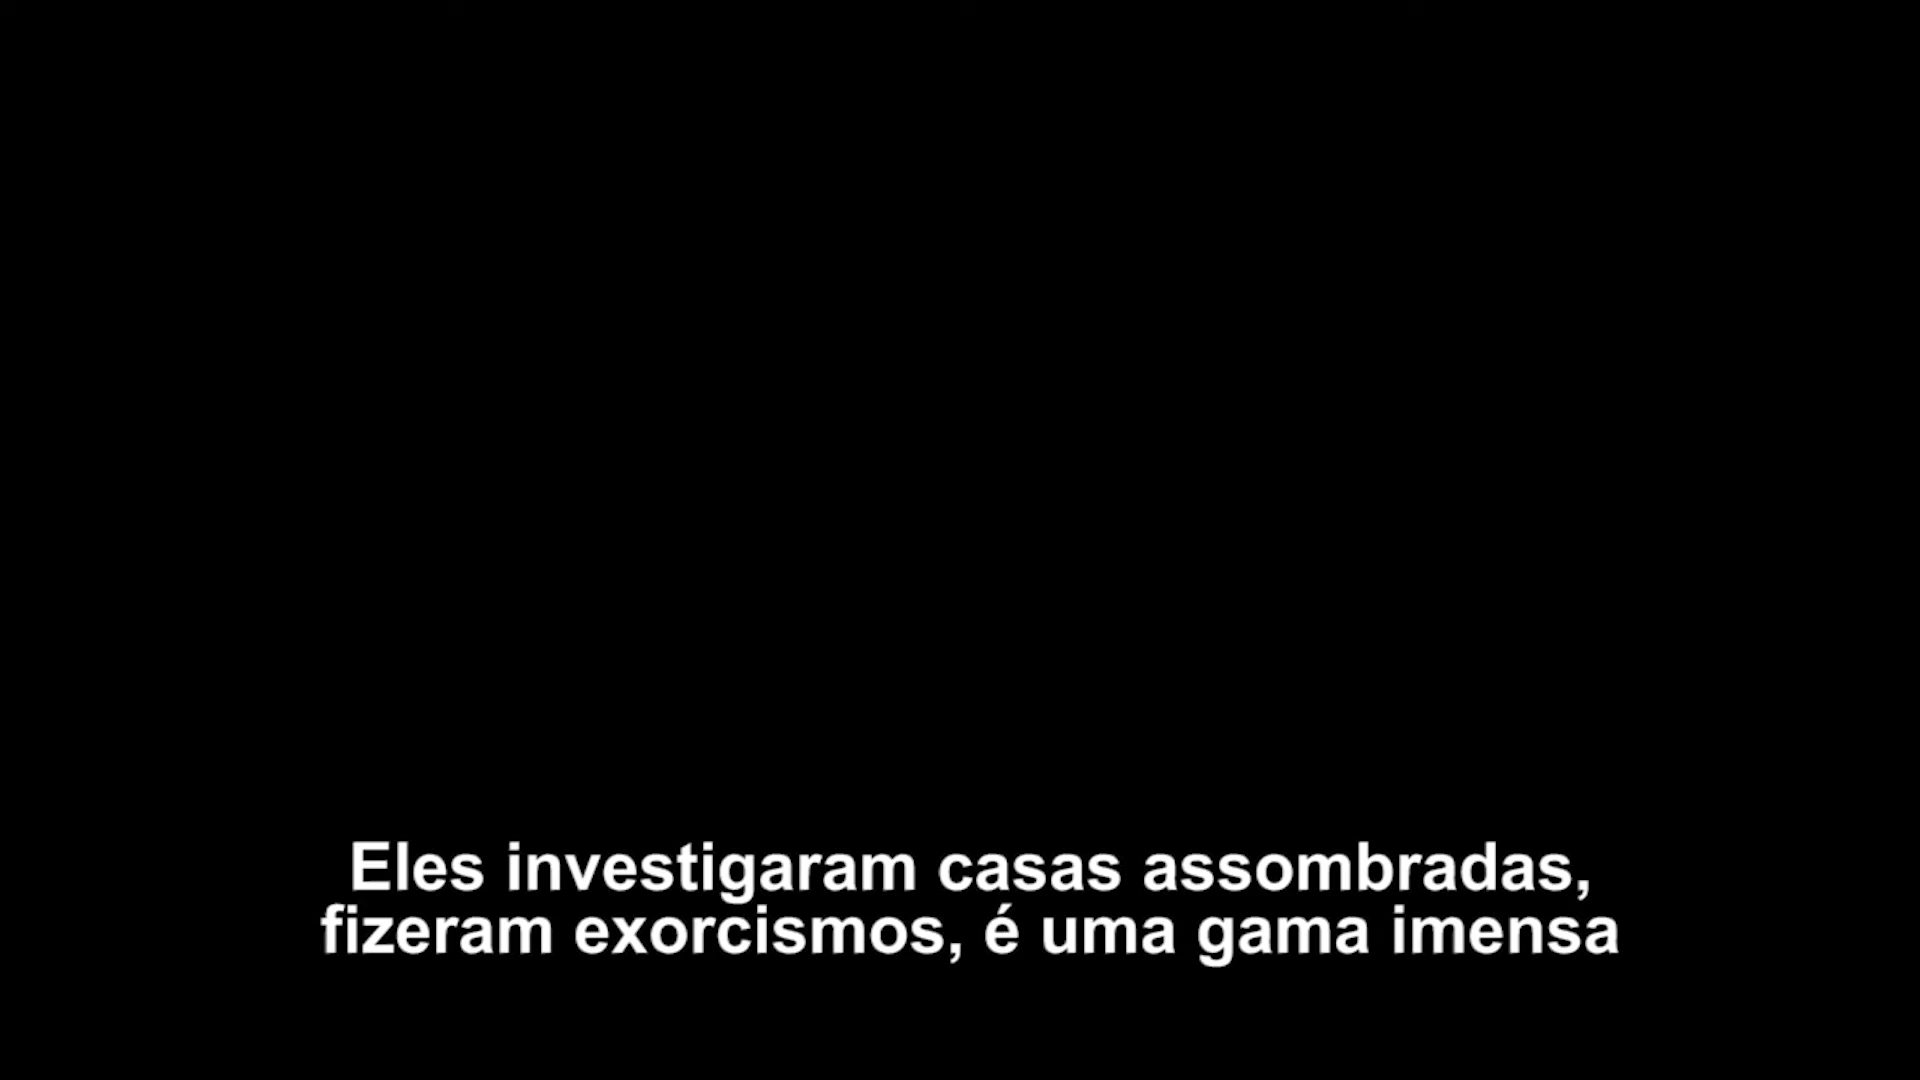 Eles investigaram casas assombradas,
fizeram exorcismos, é uma gama imensa